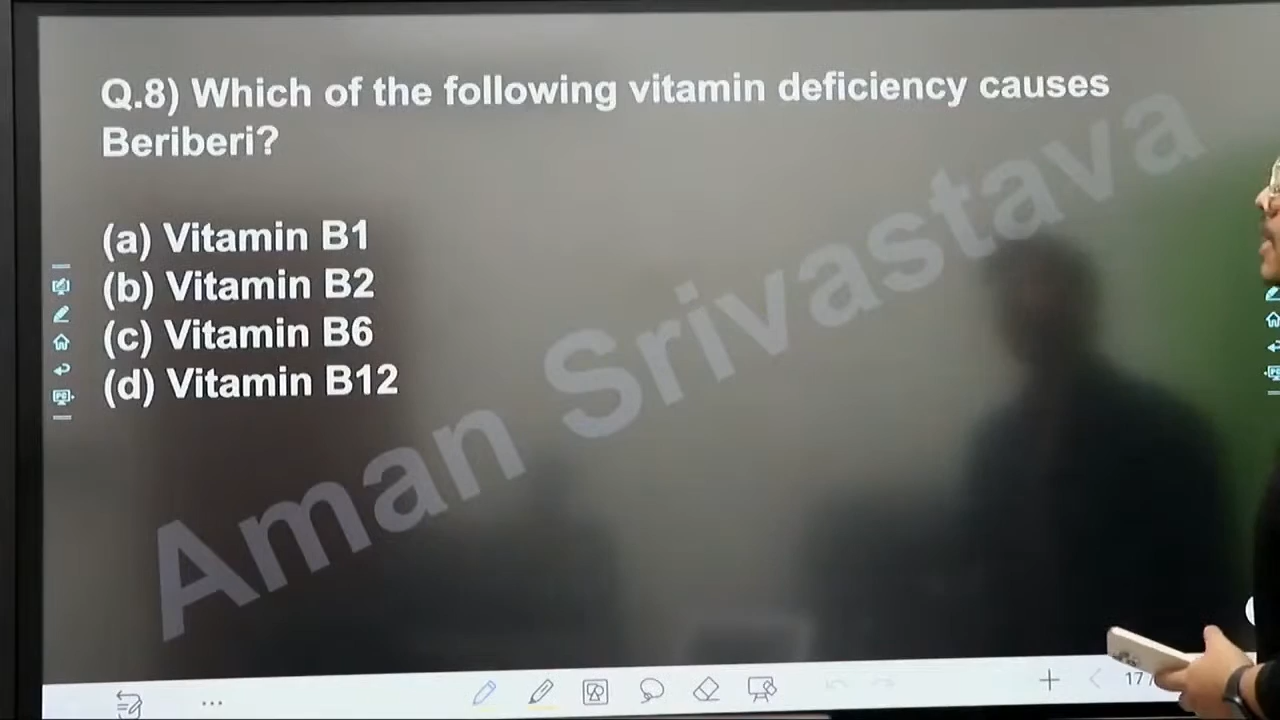 Q.8) Which of the following vitamin deficiency causes
Beriberi?
(a) Vitamin B1
(b) Vitamin B2
(c) Vitamin B6
(d) Vitamin B12
Aman Srivastava
17